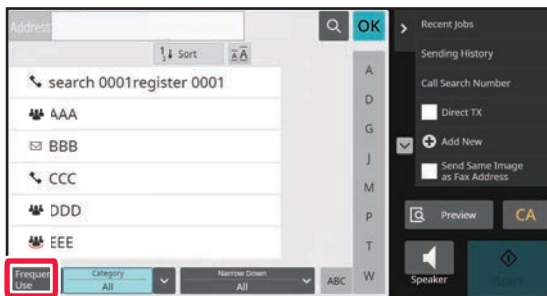 Address
OK
Recent Jobs
Sort
Sending History
search 0001register 0001
A
Call Search Number
AAA
D
Direct TX
BBB
G
Add New
CCC
J
Send Same Image
as Fax Address
M
DDD
P
Preview
CA
EEE
T
Frequen
Use
Category
All
Narrow Down
All
ABC
W
Speaker
Start